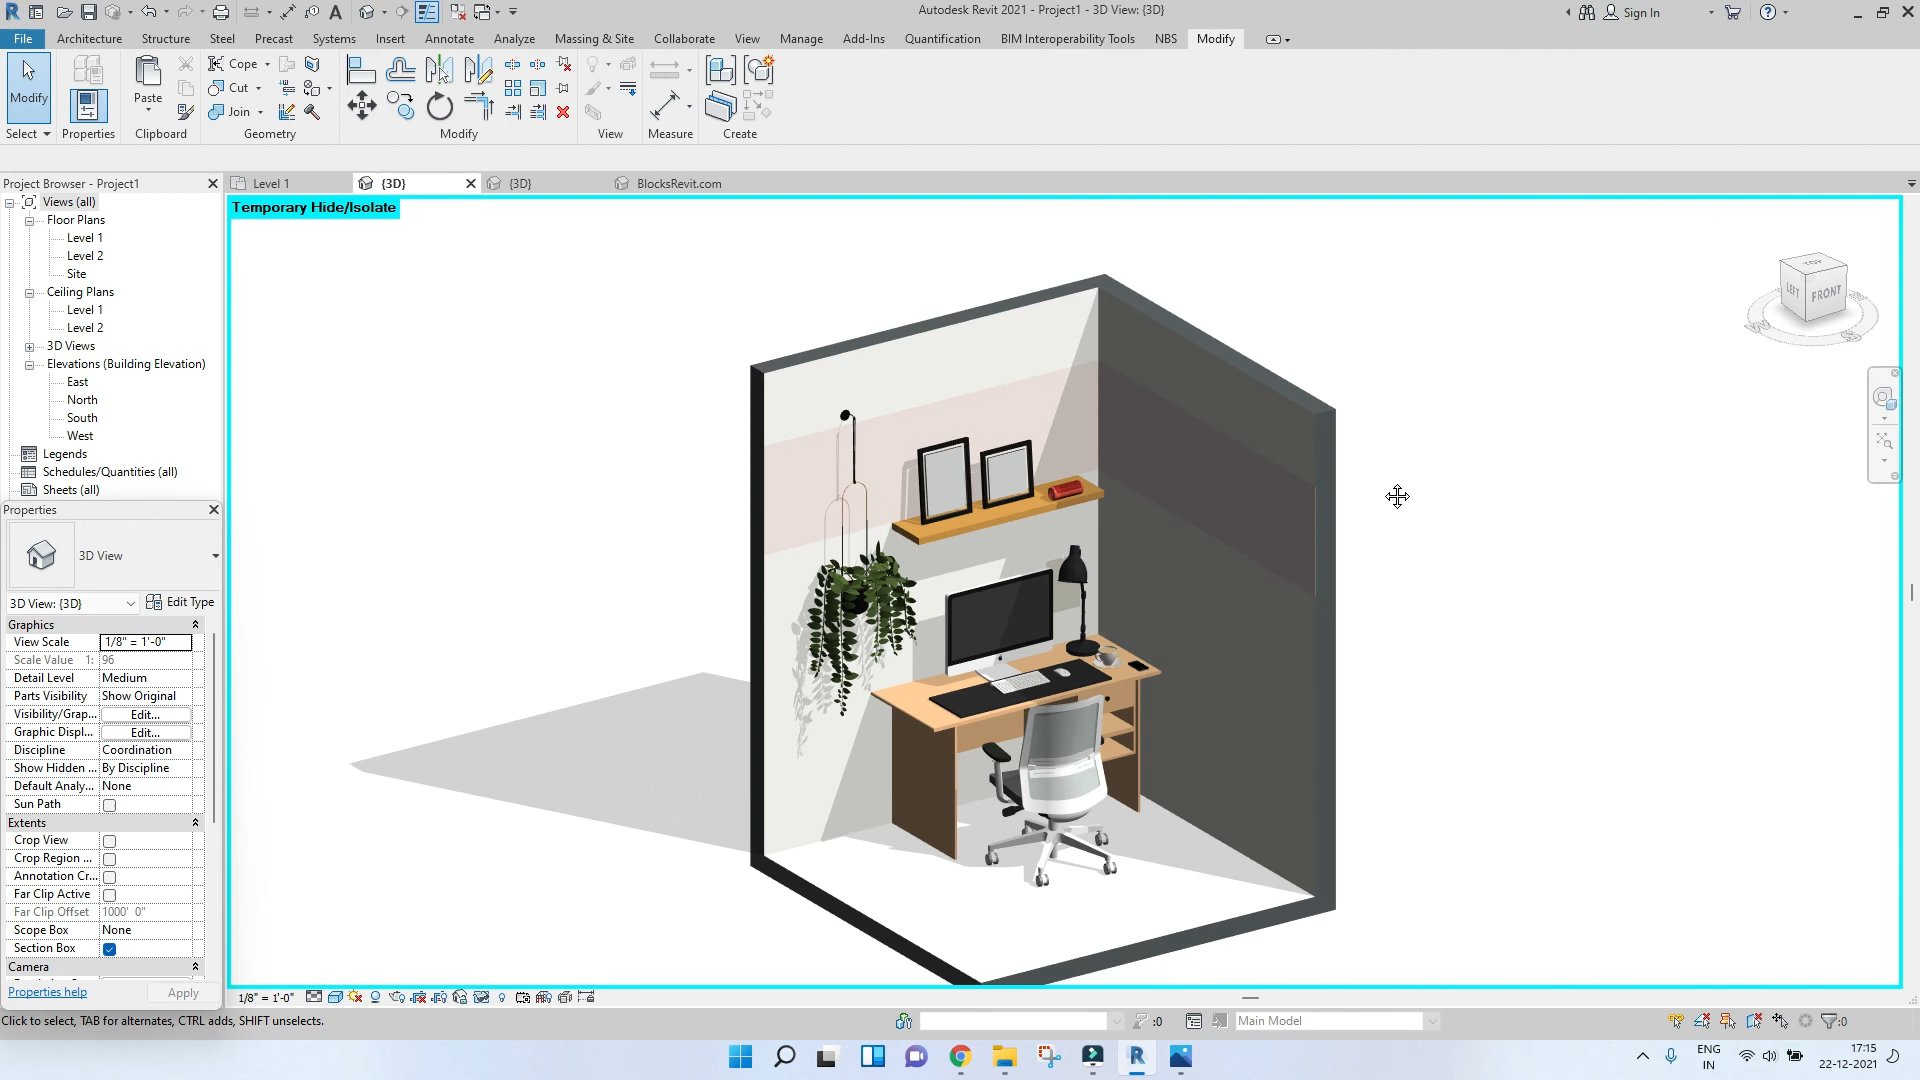 Autodesk Revit 2021 - Project1 - 3D View: {3D}
Sign In
File Architecture Structure Steel Precast Systems Insert Annotate Analyze Massing & Site Collaborate View Manage Add-Ins Quantification BIM Interoperability Tools NBS Modify
Modify
Paste
Cope
Cut
Join
Select Properties Clipboard Geometry Modify View Measure Create
Project Browser - Project1
Level 1 {3D} {3D} BlocksRevit.com
Temporary Hide/Isolate
Views (all)
Floor Plans
Level 1
Level 2
Site
Ceiling Plans
Level 1
Level 2
3D Views
Elevations (Building Elevation)
East
North
South
West
Legends
Schedules/Quantities (all)
Sheets (all)
TOP
LEFT FRONT
W S
Properties
3D View
3D View: {3D} Edit Type
Graphics
View Scale 1/8" = 1'-0"
Scale Value 1: 96
Detail Level Medium
Parts Visibility Show Original
Visibility/Grap... Edit...
Graphic Displ... Edit...
Discipline Coordination
Show Hidden ... By Discipline
Default Analy... None
Sun Path
Extents
Crop View
Crop Region ...
Annotation Cr...
Far Clip Active
Far Clip Offset 1000' 0"
Scope Box None
Section Box
Camera
Properties help Apply
1/8" = 1'-0"
Click to select, TAB for alternates, CTRL adds, SHIFT unselects.
:0 Main Model :0
ENG
IN
17:15
22-12-2021